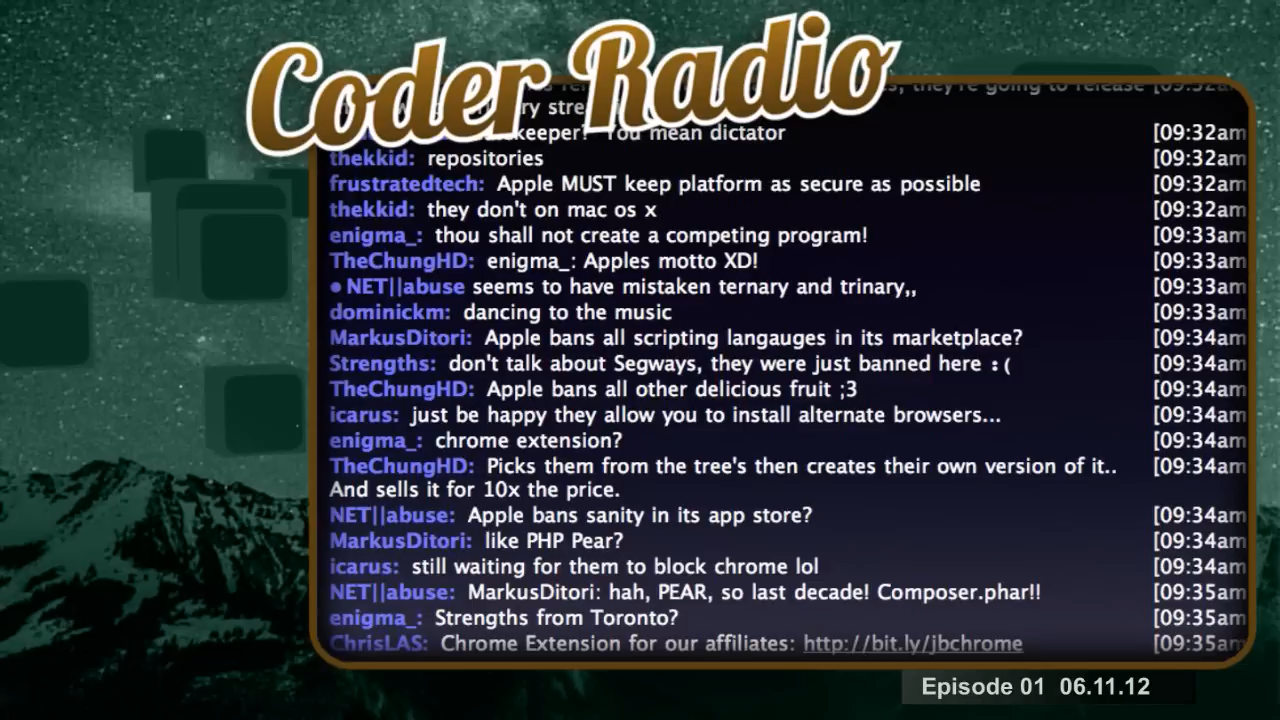 Coder Radio
they're going to release
keeper? You mean dictator [09:32am
thekkid: repositories [09:32am
frustratedtech: Apple MUST keep platform as secure as possible [09:32am
thekkid: they don't on mac os x [09:32am
enigma_: thou shall not create a competing program! [09:33am
TheChungHD: enigma_: Apples motto XD! [09:33am
• NET||abuse seems to have mistaken ternary and trinary,, [09:33am
dominickm: dancing to the music [09:33am
MarkusDitori: Apple bans all scripting langauges in its marketplace? [09:34am
Strengths: don't talk about Segways, they were just banned here :( [09:34am
TheChungHD: Apple bans all other delicious fruit ;3 [09:34am
icarus: just be happy they allow you to install alternate browsers... [09:34am
enigma_: chrome extension? [09:34am
TheChungHD: Picks them from the tree's then creates their own version of it.. [09:34am
And sells it for 10x the price.
NET||abuse: Apple bans sanity in its app store? [09:34am
MarkusDitori: like PHP Pear? [09:34am
icarus: still waiting for them to block chrome lol [09:34am
NET||abuse: MarkusDitori: hah, PEAR, so last decade! Composer.phar!! [09:35am
enigma_: Strengths from Toronto? [09:35am
ChrisLAS: Chrome Extension for our affiliates: http://bit.ly/jbchrome [09:35am
Episode 01 06.11.12